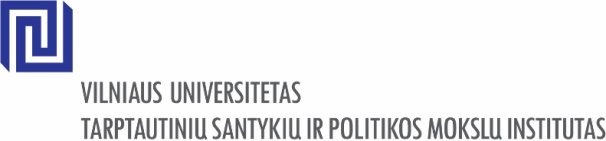 VILNIAUS UNIVERSITETAS
TARPTAUTINIŲ SANTYKIŲ IR POLITIKOS MOKSLŲ INSTITUTAS